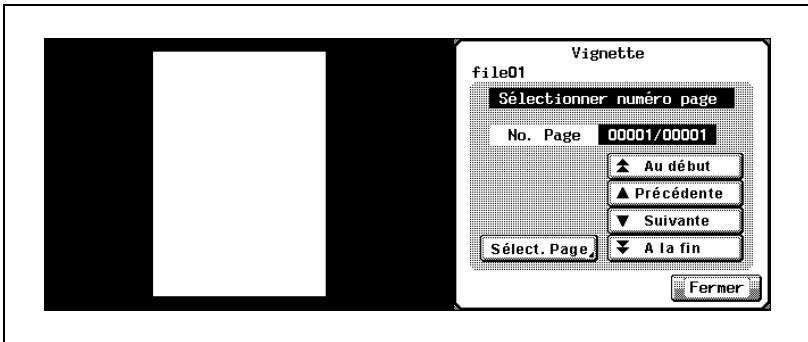 Vignette
file01
Sélectionner numéro page
No. Page 00001/00001
Au début
Précédente
Suivante
Sélect. Page A la fin
Fermer